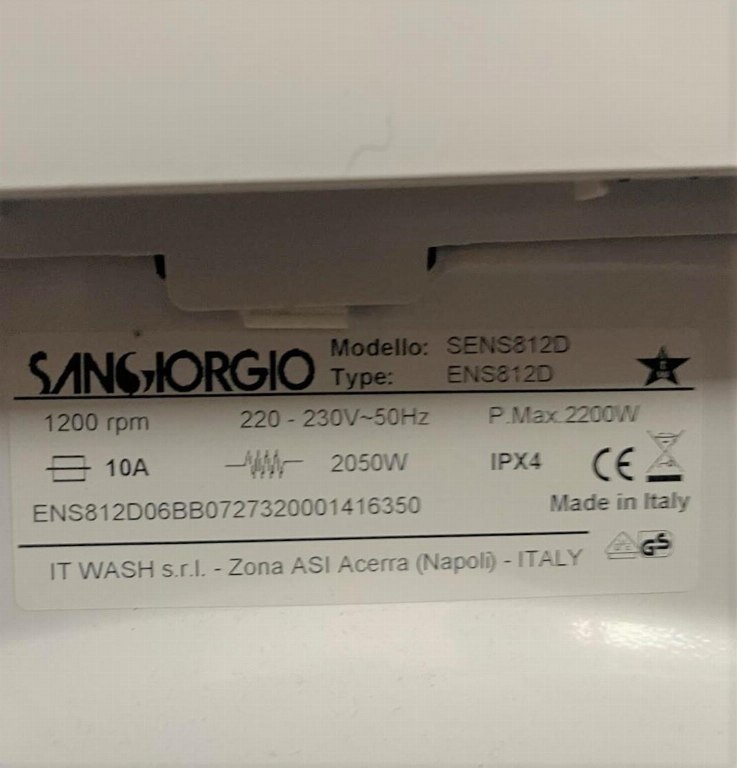 SANGIORGIO
Modello: SENS812D
Type: ENS812D
1200 rpm 220 - 230V~50Hz P.Max.2200W
10A 2050W IPX4 CE
ENS812D06BB0727320001416350 Made in Italy
IT WASH s.r.l. - Zona ASI Acerra (Napoli) - ITALY GS